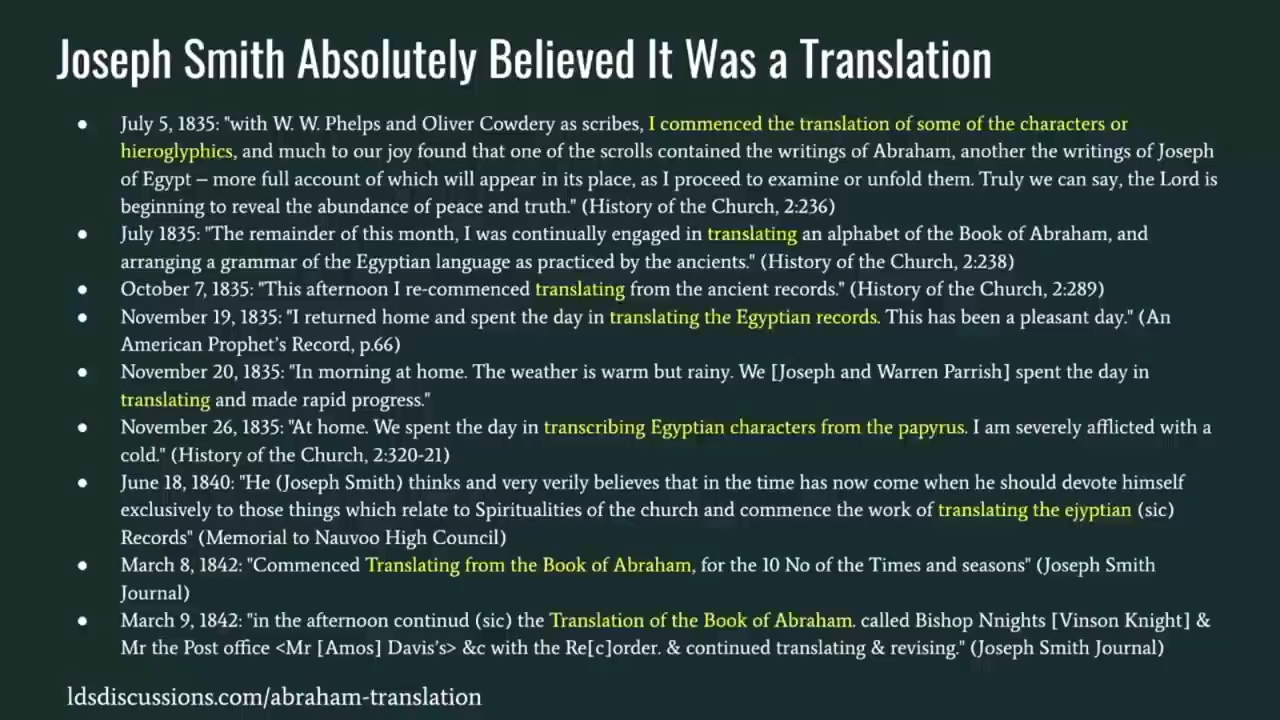 Joseph Smith Absolutely Believed It Was a Translation
● July 5, 1835: "with W. W. Phelps and Oliver Cowdery as scribes, I commenced the translation of some of the characters or
hieroglyphics, and much to our joy found that one of the scrolls contained the writings of Abraham, another the writings of Joseph
of Egypt – more full account of which will appear in its place, as I proceed to examine or unfold them. Truly we can say, the Lord is
beginning to reveal the abundance of peace and truth." (History of the Church, 2:236)
● July 1835: "The remainder of this month, I was continually engaged in translating an alphabet of the Book of Abraham, and
arranging a grammar of the Egyptian language as practiced by the ancients." (History of the Church, 2:238)
● October 7, 1835: "This afternoon I re-commenced translating from the ancient records." (History of the Church, 2:289)
● November 19, 1835: "I returned home and spent the day in translating the Egyptian records. This has been a pleasant day." (An
American Prophet's Record, p.66)
● November 20, 1835: "In morning at home. The weather is warm but rainy. We [Joseph and Warren Parrish] spent the day in
translating and made rapid progress."
● November 26, 1835: "At home. We spent the day in transcribing Egyptian characters from the papyrus. I am severely afflicted with a
cold." (History of the Church, 2:320-21)
● June 18, 1840: "He (Joseph Smith) thinks and very verily believes that in the time has now come when he should devote himself
exclusively to those things which relate to Spiritualities of the church and commence the work of translating the ejyptian (sic)
Records" (Memorial to Nauvoo High Council)
● March 8, 1842: "Commenced Translating from the Book of Abraham, for the 10 No of the Times and seasons" (Joseph Smith
Journal)
● March 9, 1842: "in the afternoon continud (sic) the Translation of the Book of Abraham. called Bishop Nnights [Vinson Knight] &
Mr the Post office <Mr [Amos] Davis's> &c with the Re[c]order. & continued translating & revising." (Joseph Smith Journal)
ldsdiscussions.com/abraham-translation